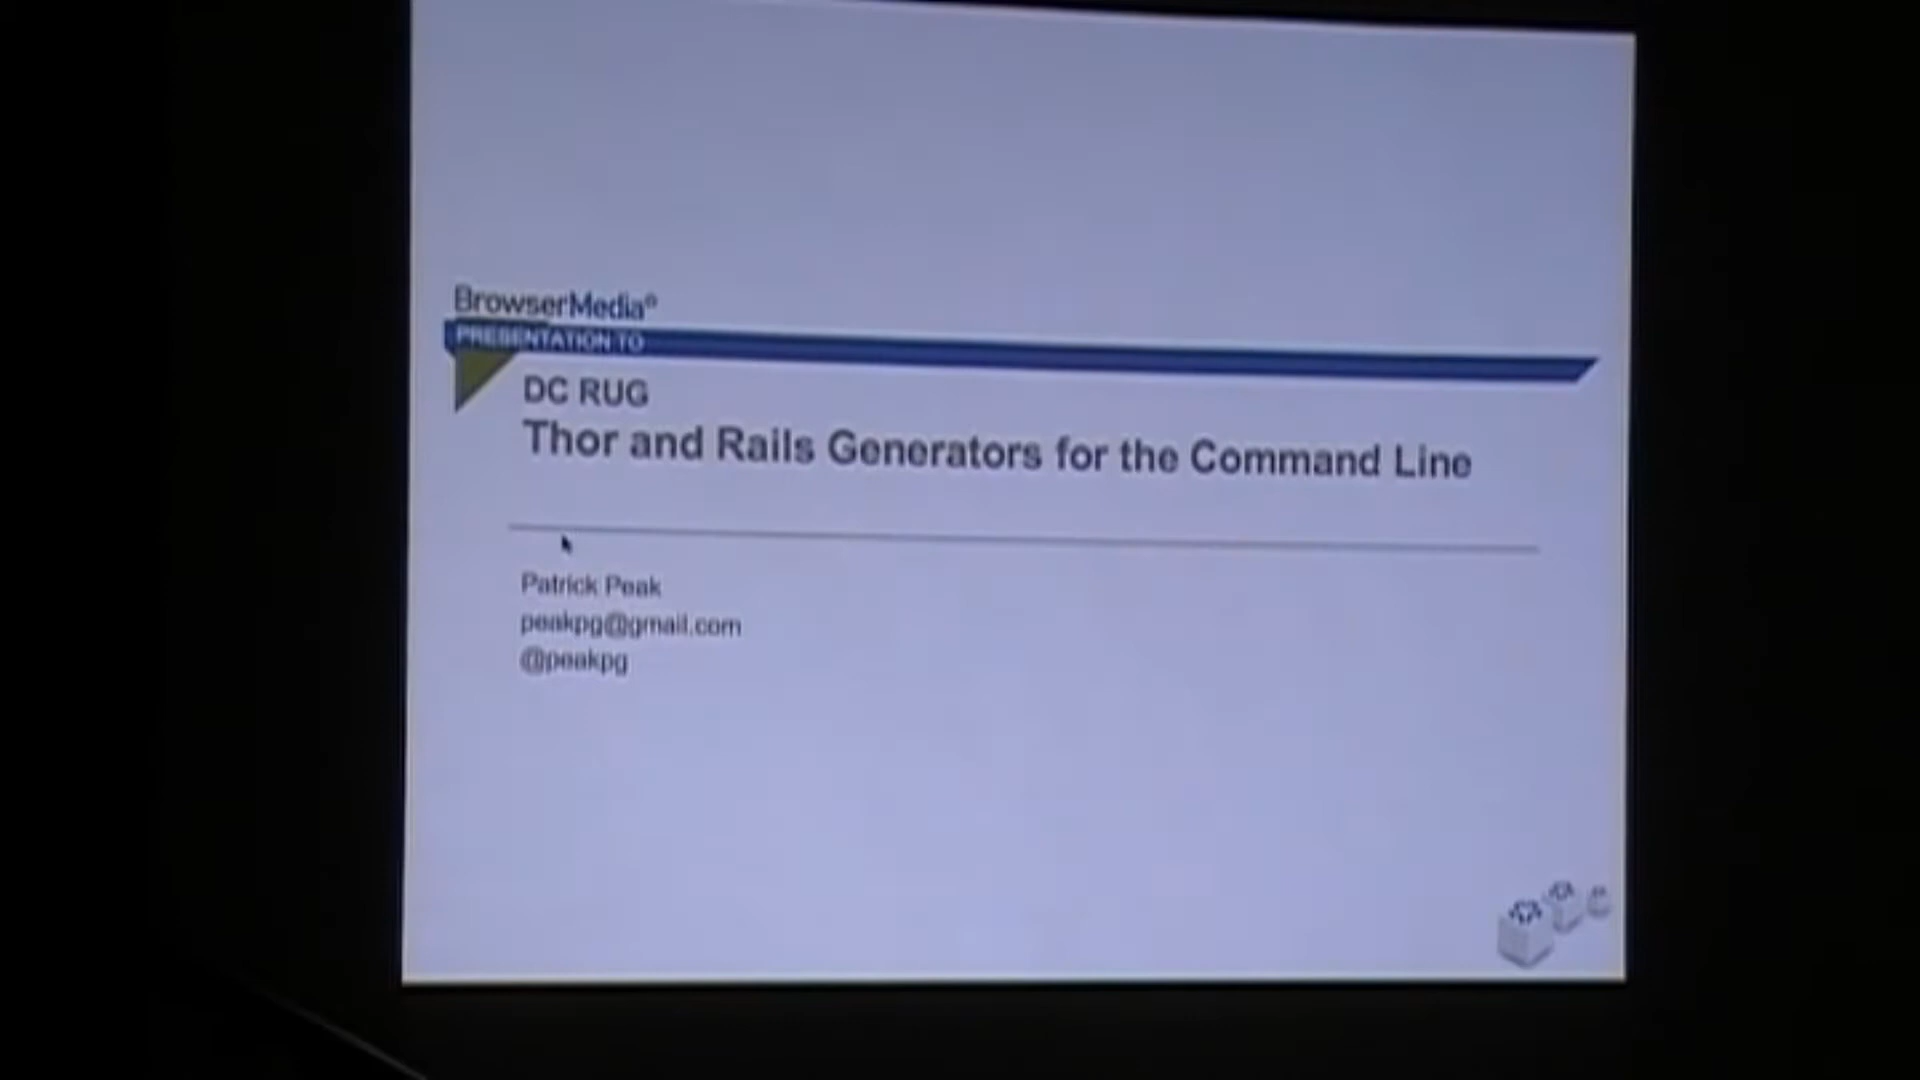 BrowserMedia®
PRESENTATION TO
DC RUG
Thor and Rails Generators for the Command Line
Patrick Peak
peakpg@gmail.com
@peakpg